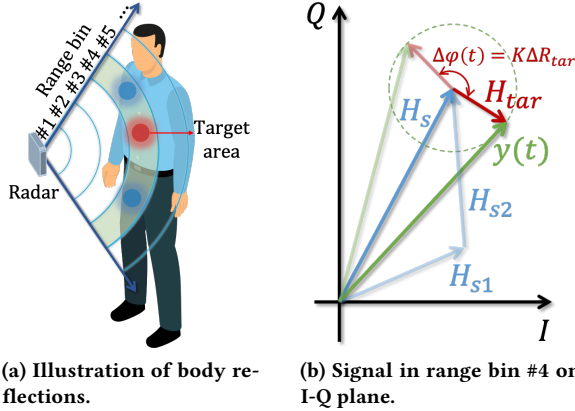 ...
#5
#4
#3
#2
#1
Range bin
Radar
Target
area
(a) Illustration of body re-
flections.
Q
Δφ(t) = KΔR_tar
H_tar
H_s
y(t)
H_s2
H_s1
I
(b) Signal in range bin #4 on
I-Q plane.